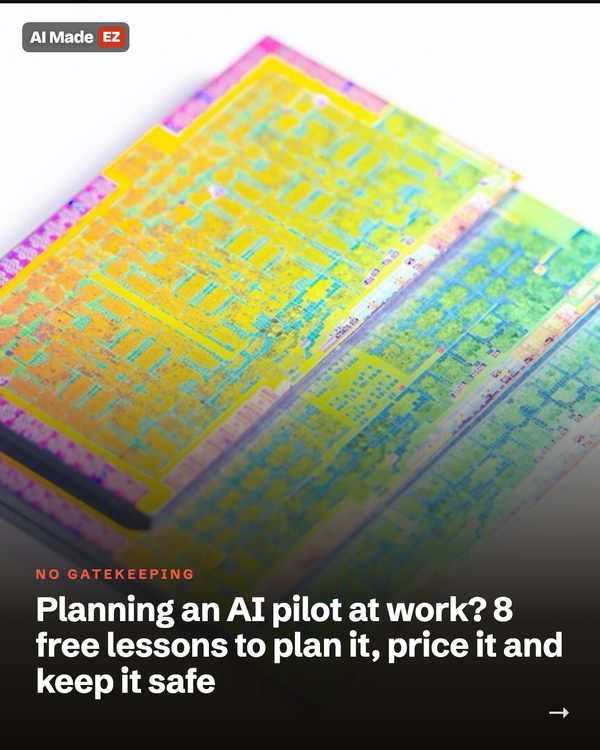 AI Made EZ
NO GATEKEEPING
Planning an AI pilot at work? 8
free lessons to plan it, price it and
keep it safe
→